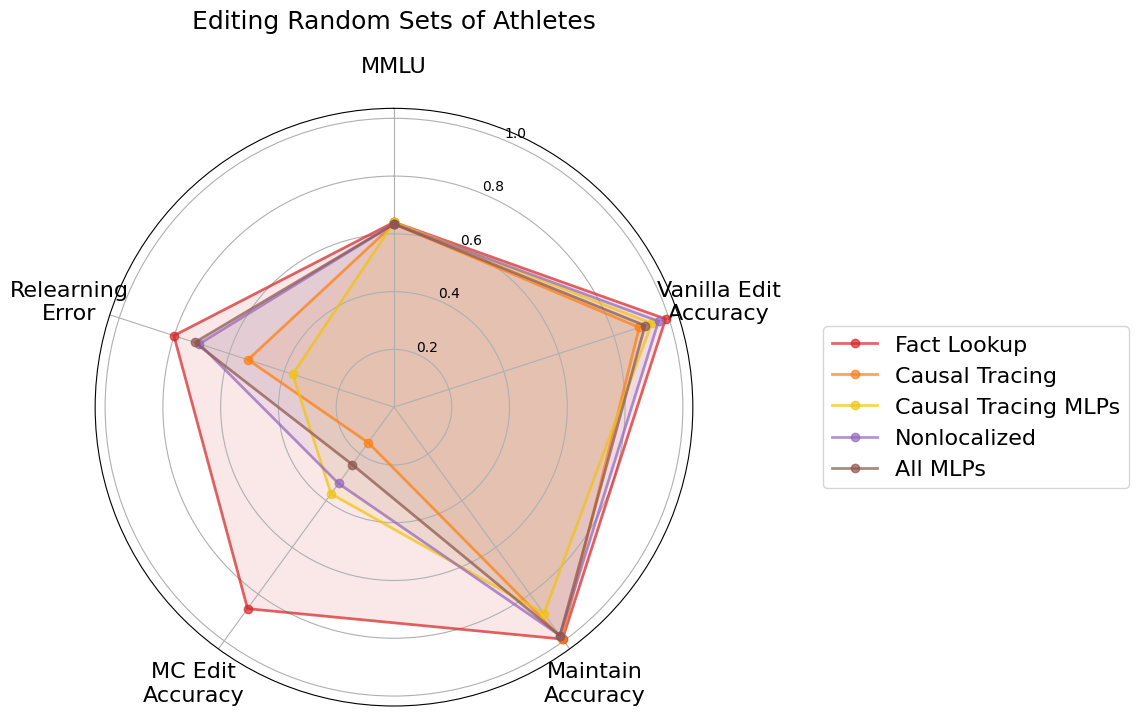 Editing Random Sets of Athletes
MMLU
1.0
0.8
0.6
0.4
0.2
Relearning
Error
Vanilla Edit
Accuracy
MC Edit
Accuracy
Maintain
Accuracy
Fact Lookup
Causal Tracing
Causal Tracing MLPs
Nonlocalized
All MLPs